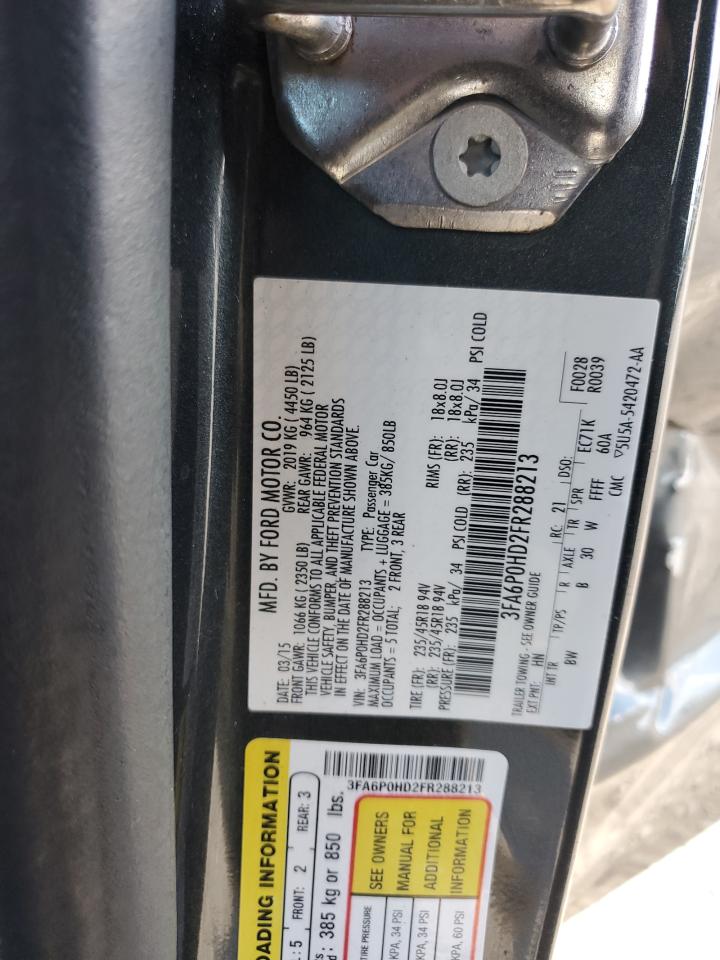 MFD. BY FORD MOTOR CO.
DATE: 03/15 GVWR: 2019 KG ( 4450 LB)
FRONT GAWR: 1066 KG ( 2350 LB) REAR GAWR: 964 KG ( 2125 LB)
THIS VEHICLE CONFORMS TO ALL APPLICABLE FEDERAL MOTOR
VEHICLE SAFETY, BUMPER, AND THEFT PREVENTION STANDARDS
IN EFFECT ON THE DATE OF MANUFACTURE SHOWN ABOVE.
VIN: 3FA6P0HD2FR288213 TYPE: Passenger Car
MAXIMUM LOAD = OCCUPANTS + LUGGAGE = 385KG/ 850LB
OCCUPANTS = 5 TOTAL; 2 FRONT, 3 REAR
TIRE (FR): 235/45R18 94V RIMS (FR): 18x8.0J
(RR): 235/45R18 94V (RR): 18x8.0J
PRESSURE (FR): 235 kPa/ 34 PSI COLD (RR): 235 kPa/ 34 PSI COLD
3FA6P0HD2FR288213
TRAILER TOWING - SEE OWNER GUIDE
EXT PNT: HN RC: 21 DSO: F0028
INT TR TP/PS R AXLE TR SPR EC71K R0039
BW B 30 W FFFF 60A
CMC ▽5U5A-5420472-AA
OADING INFORMATION
: 5 FRONT: 2 REAR: 3
385 kg or 850 lbs.
3FA6P0HD2FR288213
TIRE PRESSURE SEE OWNERS
KPA, 34 PSI MANUAL FOR
KPA, 34 PSI ADDITIONAL
KPA, 60 PSI INFORMATION